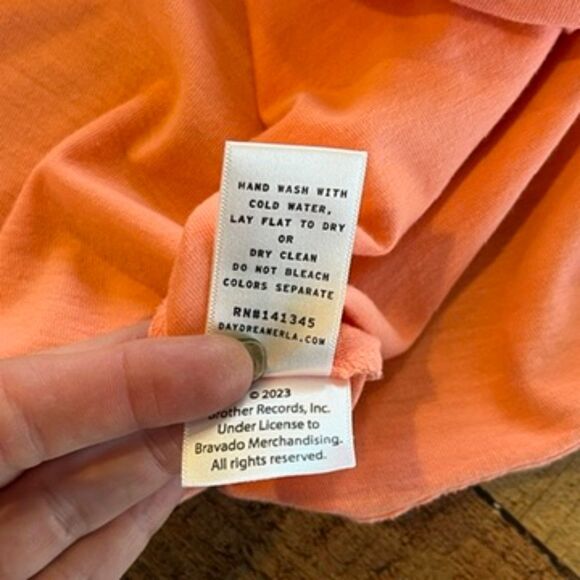 HAND WASH WITH
COLD WATER,
LAY FLAT TO DRY
OR
DRY CLEAN
DO NOT BLEACH
COLORS SEPARATE
RN#141345
DAYDREAMERLA.COM
© 2023
Brother Records, Inc.
Under License to
Bravado Merchandising.
All rights reserved.